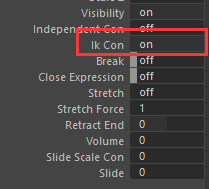 Visibility on
Independent Con off
Ik Con on
Break off
Close Expression off
Stretch off
Stretch Force 1
Retract End 0
Volume 0
Slide Scale Con 0
Slide 0